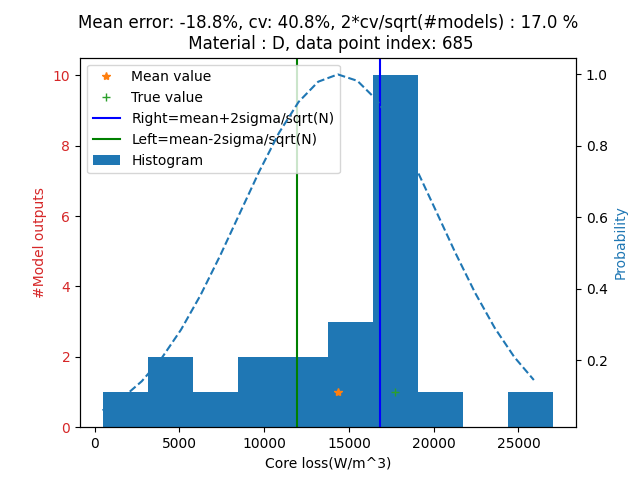 Mean error: -18.8%, cv: 40.8%, 2*cv/sqrt(#models) : 17.0 %
Material : D, data point index: 685
Mean value
True value
Right=mean+2sigma/sqrt(N)
Left=mean-2sigma/sqrt(N)
Histogram
#Model outputs
10
8
6
4
2
0
Probability
1.0
0.8
0.6
0.4
0.2
0
5000
10000
15000
20000
25000
Core loss(W/m^3)